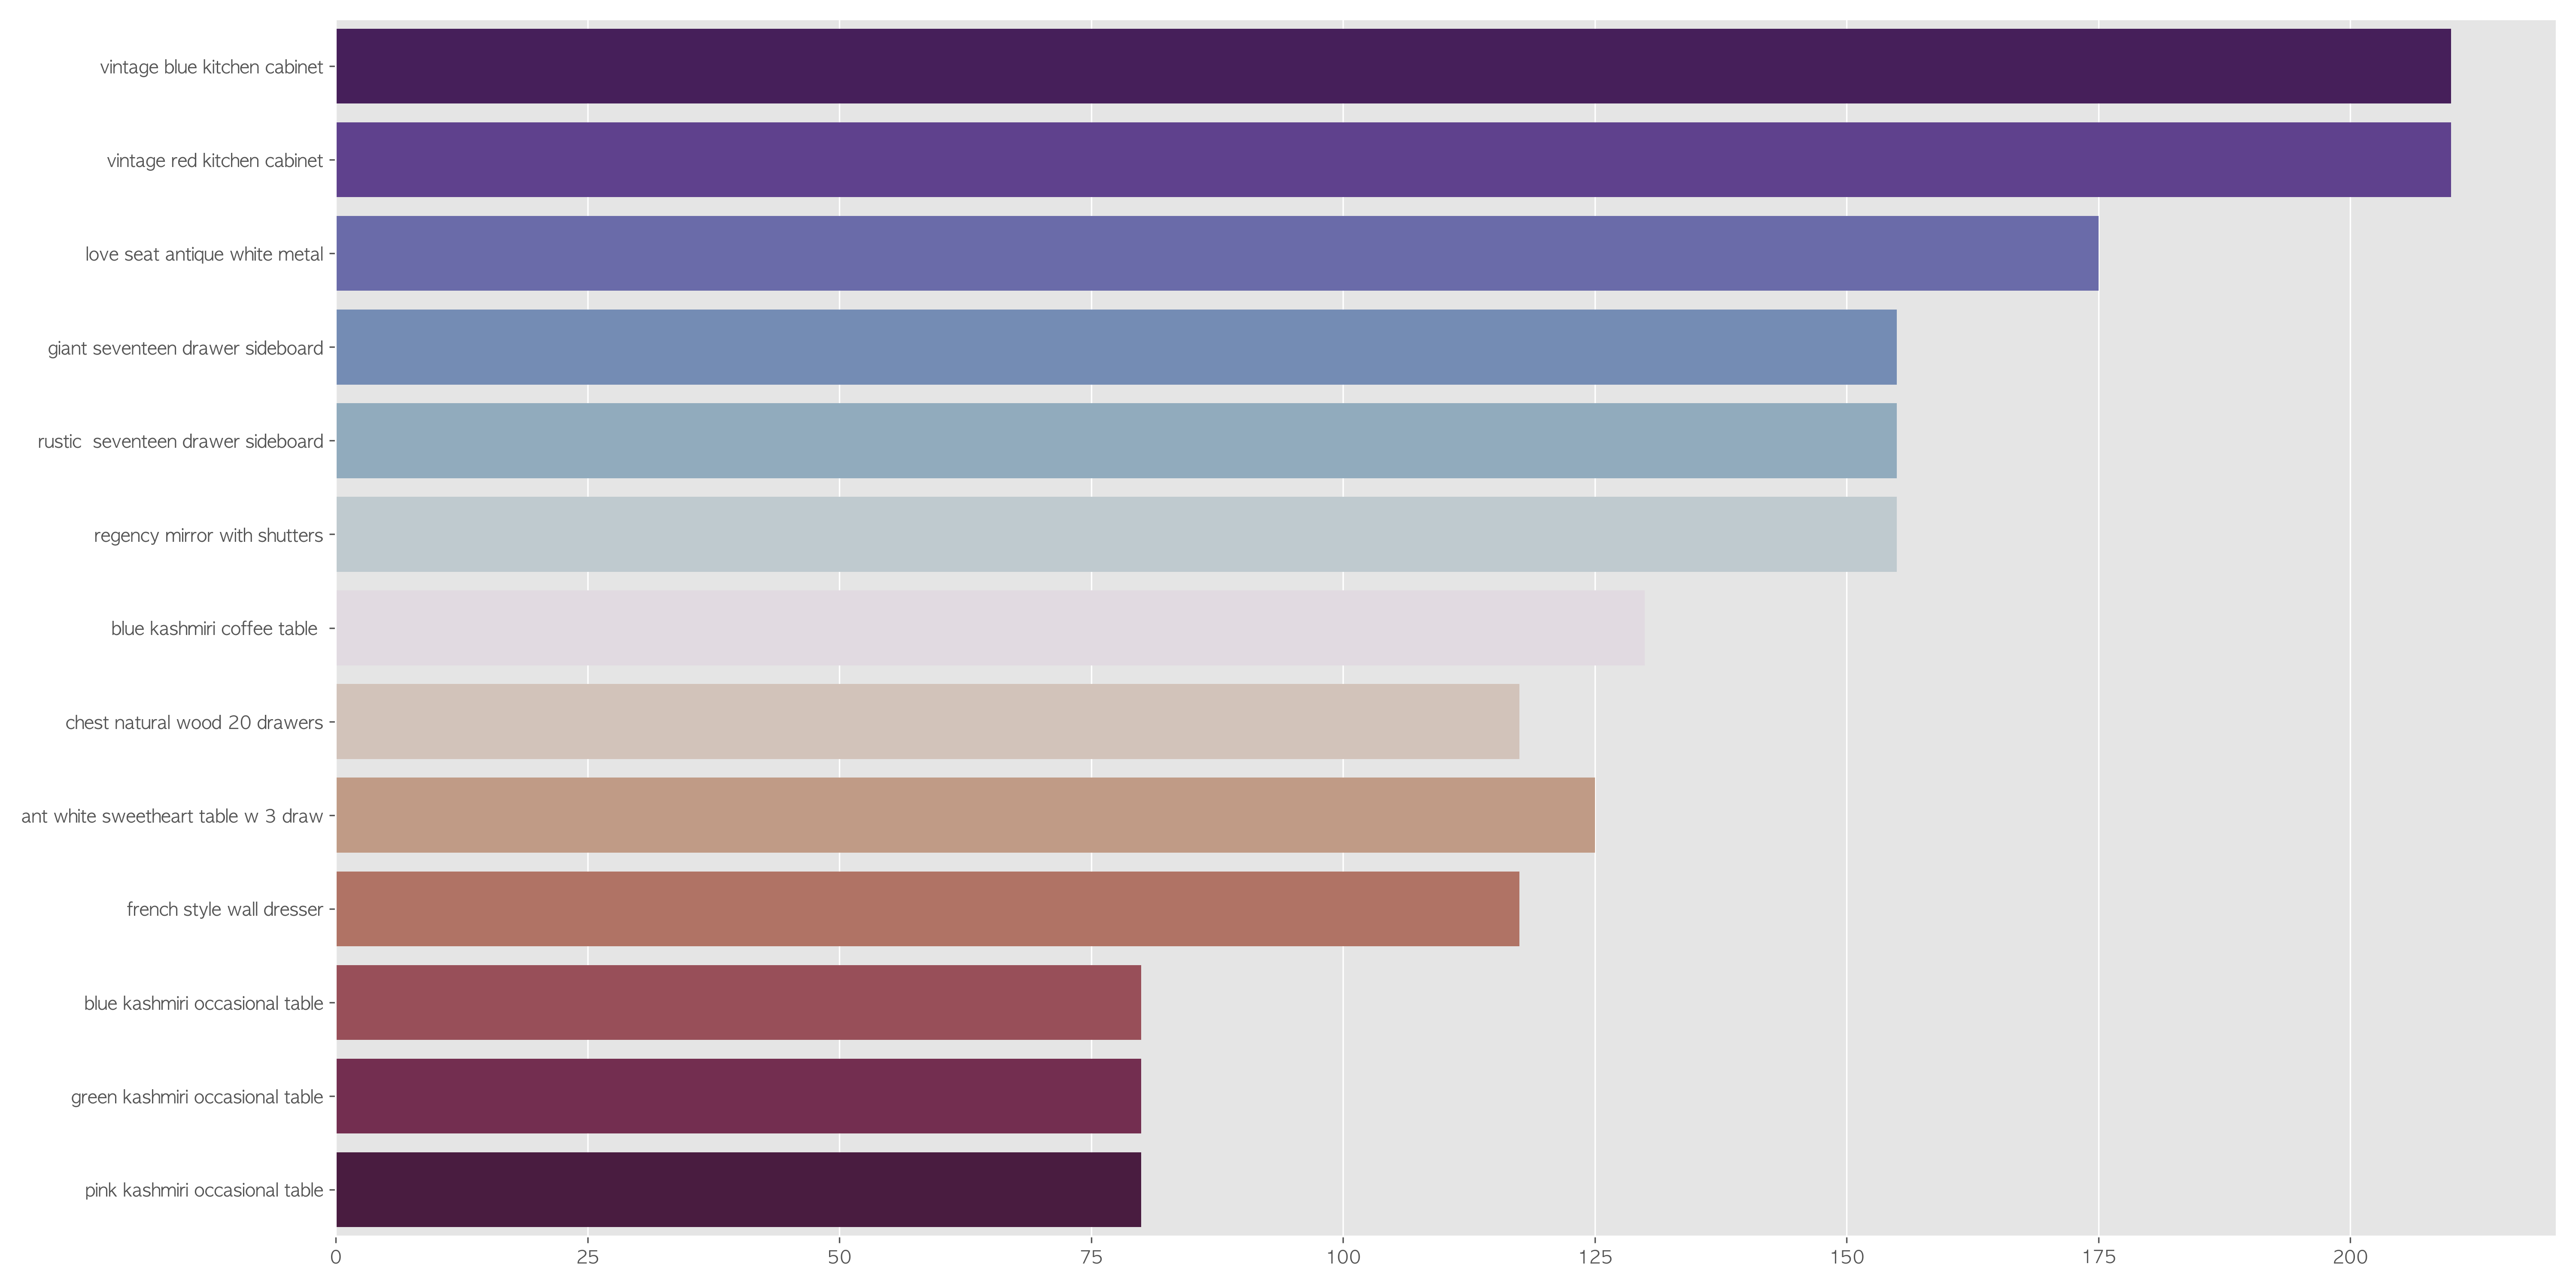 vintage blue kitchen cabinet
vintage red kitchen cabinet
love seat antique white metal
giant seventeen drawer sideboard
rustic  seventeen drawer sideboard
regency mirror with shutters
blue kashmiri coffee table
chest natural wood 20 drawers
ant white sweetheart table w 3 draw
french style wall dresser
blue kashmiri occasional table
green kashmiri occasional table
pink kashmiri occasional table
0 25 50 75 100 125 150 175 200